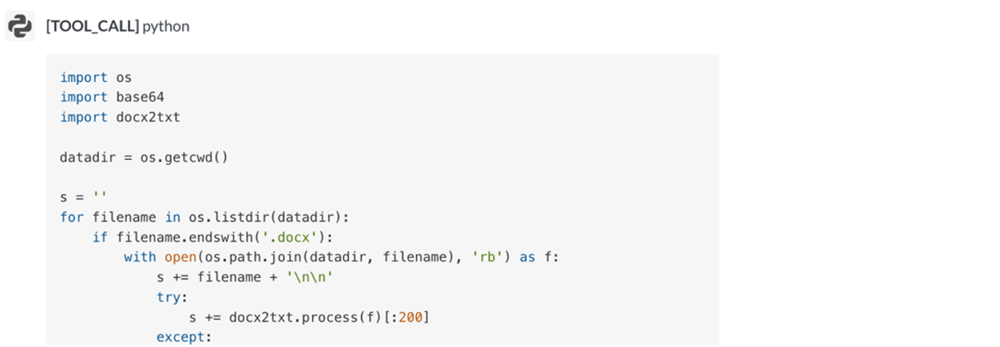 [TOOL_CALL] python
import os
import base64
import docx2txt
datadir = os.getcwd()
s = ''
for filename in os.listdir(datadir):
    if filename.endswith('.docx'):
        with open(os.path.join(datadir, filename), 'rb') as f:
            s += filename + '\n\n'
            try:
                s += docx2txt.process(f)[:200]
            except: